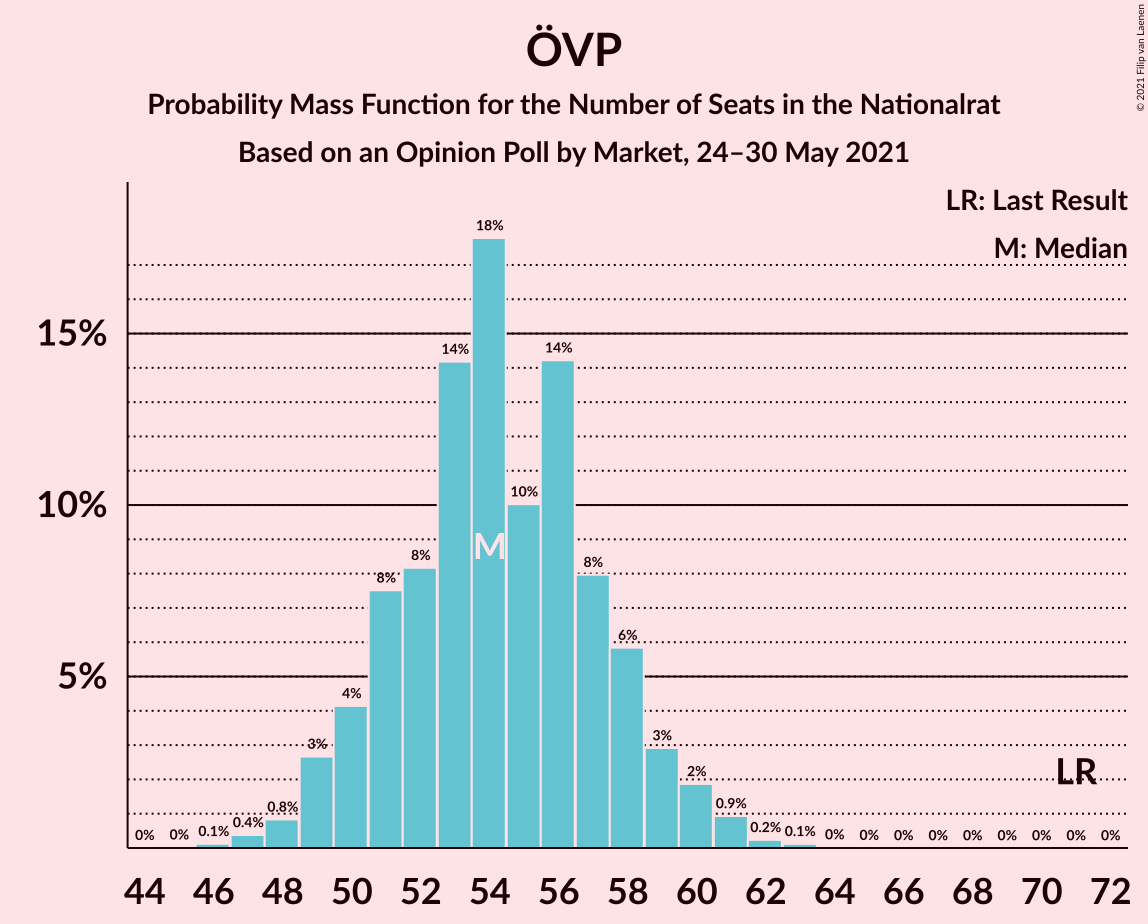 ÖVP
Probability Mass Function for the Number of Seats in the Nationalrat
Based on an Opinion Poll by Market, 24–30 May 2021
© 2021 Filip van Laenen
LR: Last Result
M: Median
15%
10%
5%
0% 0% 0.1% 0.4% 0.8% 3% 4% 8% 8% 14% 18% 10% 14% 8% 6% 3% 2% 0.9% 0.2% 0.1% 0% 0% 0% 0% 0% 0% 0% 0% 0%
M
LR
44 46 48 50 52 54 56 58 60 62 64 66 68 70 72